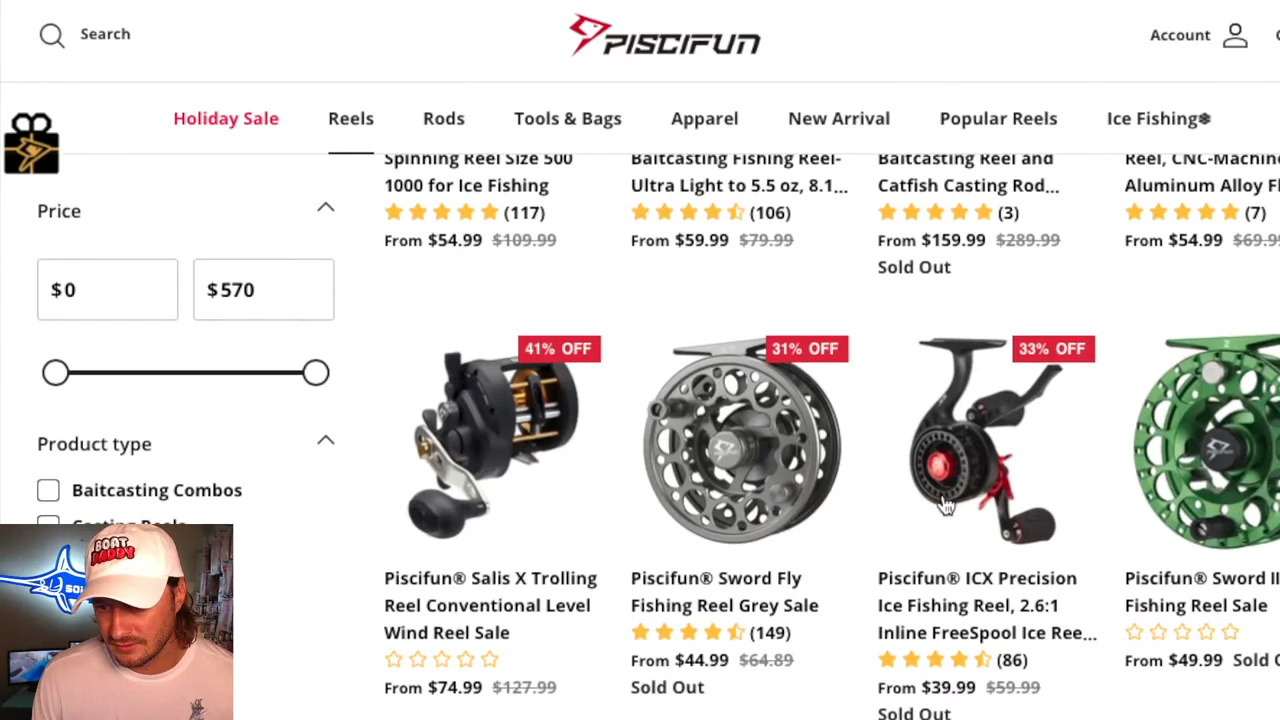 Search
PISCIFUN
Account
Holiday Sale
Reels
Rods
Tools & Bags
Apparel
New Arrival
Popular Reels
Ice Fishing❄
Price
$0
$570
Product type
Baitcasting Combos
Spinning Reel Size 500
1000 for Ice Fishing
(117)
From $54.99 $109.99
Baitcasting Fishing Reel-
Ultra Light to 5.5 oz, 8.1...
(106)
From $59.99 $79.99
Baitcasting Reel and
Catfish Casting Rod...
(3)
From $159.99 $289.99
Sold Out
Reel, CNC-Machin
Aluminum Alloy F
(7)
From $54.99 $69.9
41% OFF
Piscifun® Salis X Trolling
Reel Conventional Level
Wind Reel Sale
From $74.99 $127.99
31% OFF
Piscifun® Sword Fly
Fishing Reel Grey Sale
(149)
From $44.99 $64.89
Sold Out
33% OFF
Piscifun® ICX Precision
Ice Fishing Reel, 2.6:1
Inline FreeSpool Ice Ree...
(86)
From $39.99 $59.99
Sold Out
Piscifun® Sword II
Fishing Reel Sale
From $49.99 Sold
BOAT
DADDY